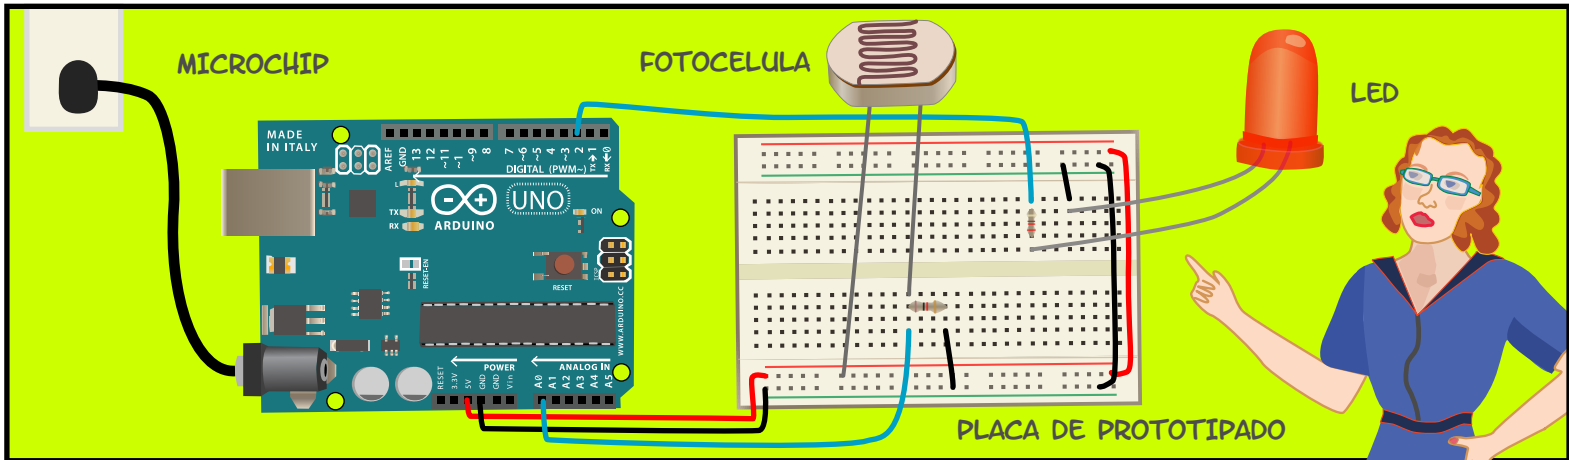 MICROCHIP
FOTOCELULA
LED
MADE
IN ITALY
AREF
GND
13
12
~11
~1
~9
8
7
~6
~5
4
~3
2
TX 1
RX 0
DIGITAL (PWM~)
L
TX
RX
UNO
ON
ARDUINO
RESET-EN
ICSP
RESET
WWW.ARDUINO.CC
POWER
ANALOG IN
RESET
3.3V
5V
GND
GND
Vin
A0
A1
A2
A3
A4
A5
PLACA DE PROTOTIPADO